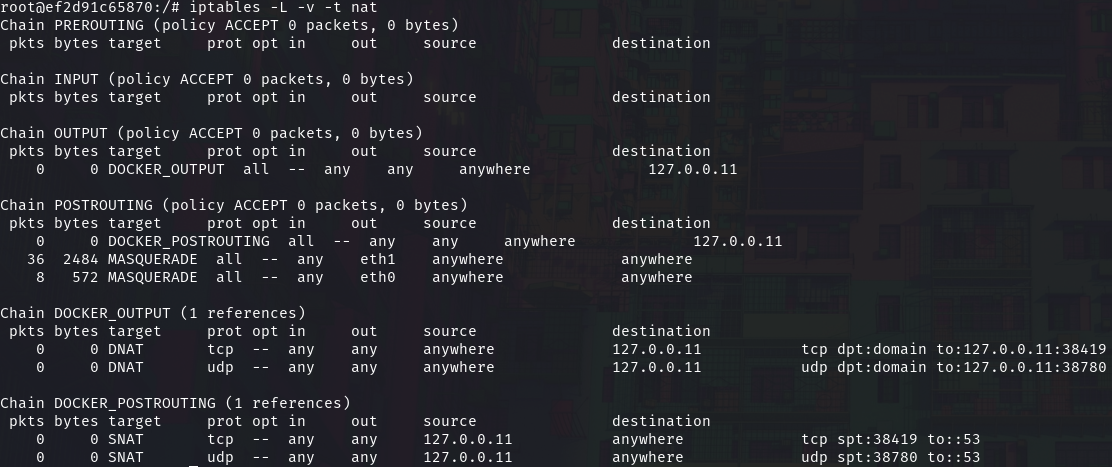 root@ef2d91c65870:/# iptables -L -v -t nat
Chain PREROUTING (policy ACCEPT 0 packets, 0 bytes)
 pkts bytes target     prot opt in     out     source               destination

Chain INPUT (policy ACCEPT 0 packets, 0 bytes)
 pkts bytes target     prot opt in     out     source               destination

Chain OUTPUT (policy ACCEPT 0 packets, 0 bytes)
 pkts bytes target     prot opt in     out     source               destination
    0     0 DOCKER_OUTPUT  all  --  any    any     anywhere             127.0.0.11

Chain POSTROUTING (policy ACCEPT 0 packets, 0 bytes)
 pkts bytes target     prot opt in     out     source               destination
    0     0 DOCKER_POSTROUTING  all  --  any    any     anywhere             127.0.0.11
   36  2484 MASQUERADE  all  --  any    eth1    anywhere             anywhere
    8   572 MASQUERADE  all  --  any    eth0    anywhere             anywhere

Chain DOCKER_OUTPUT (1 references)
 pkts bytes target     prot opt in     out     source               destination
    0     0 DNAT       tcp  --  any    any     anywhere             127.0.0.11           tcp dpt:domain to:127.0.0.11:38419
    0     0 DNAT       udp  --  any    any     anywhere             127.0.0.11           udp dpt:domain to:127.0.0.11:38780

Chain DOCKER_POSTROUTING (1 references)
 pkts bytes target     prot opt in     out     source               destination
    0     0 SNAT       tcp  --  any    any     127.0.0.11           anywhere             tcp spt:38419 to::53
    0     0 SNAT       udp  --  any    any     127.0.0.11           anywhere             udp spt:38780 to::53